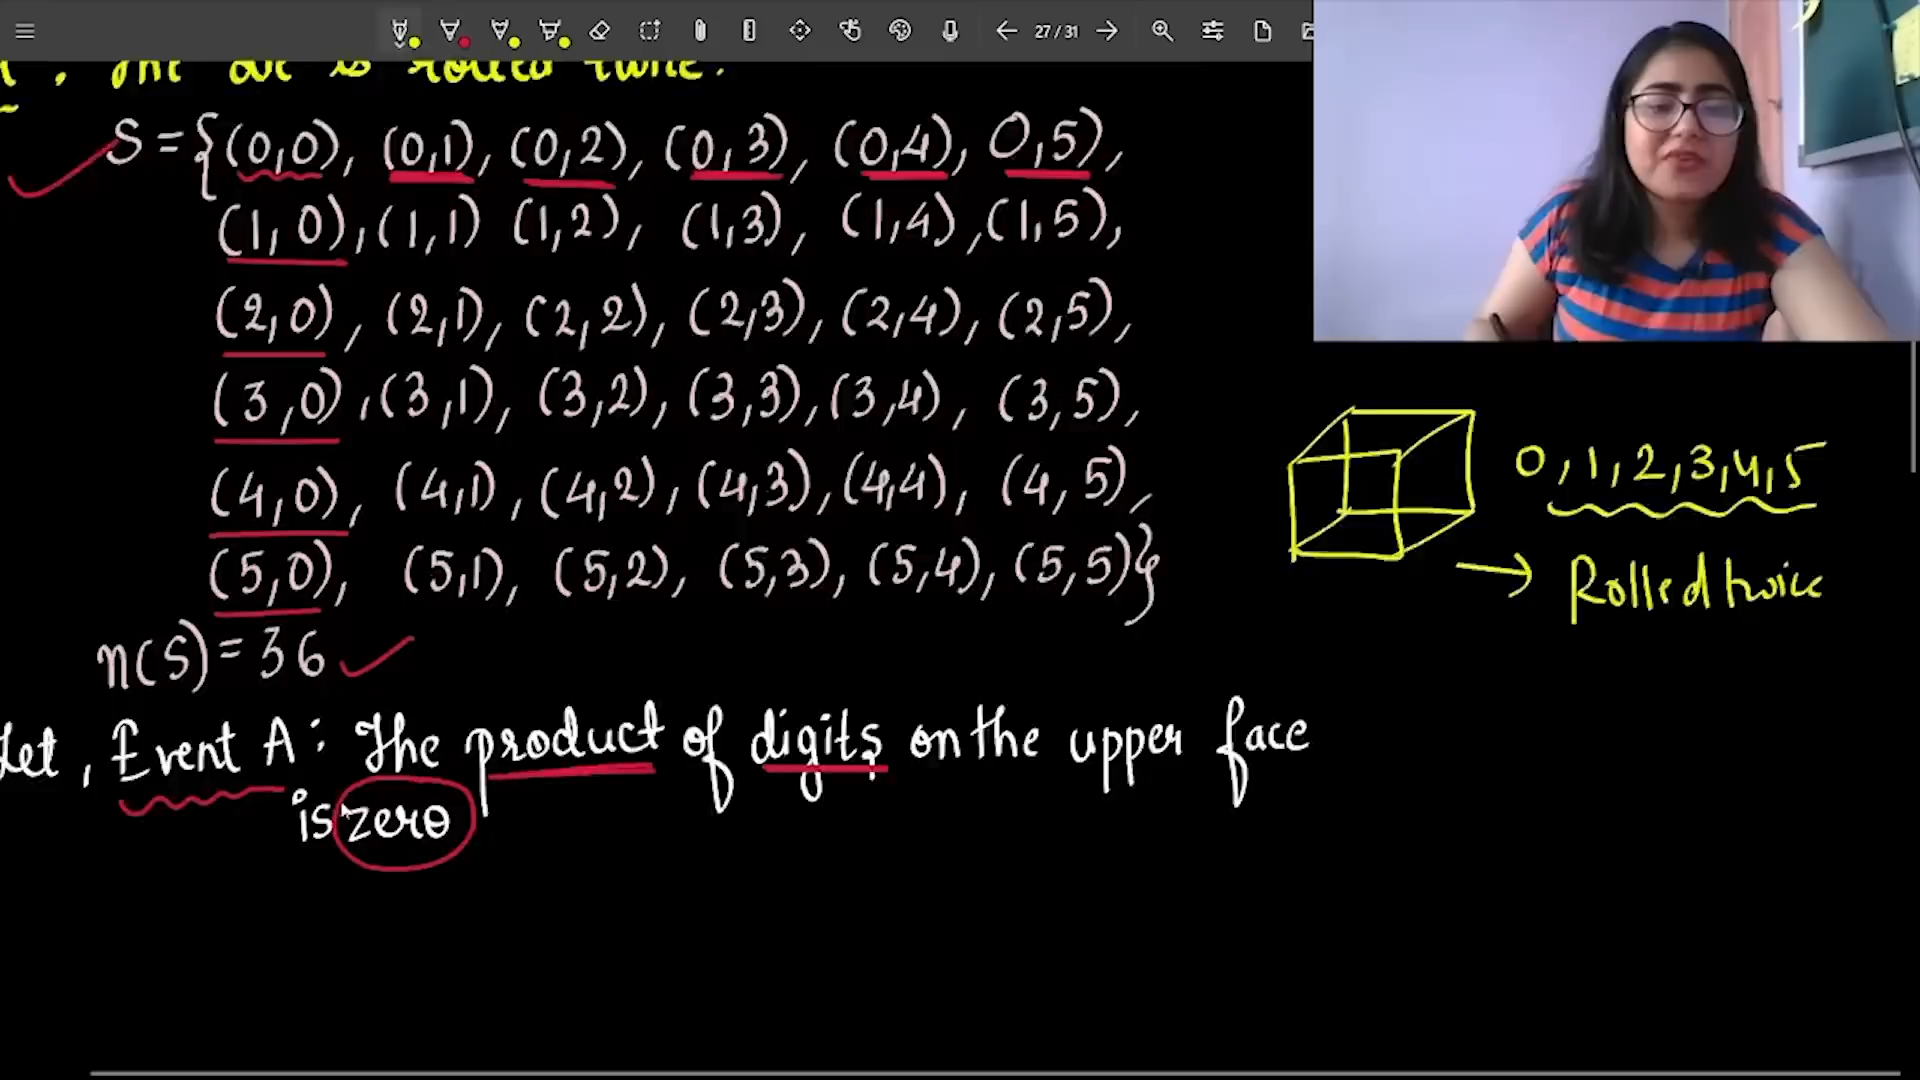 27/31
is rolled twice.
S = {(0,0), (0,1), (0,2), (0,3), (0,4), 0,5),
(1,0), (1,1) (1,2), (1,3), (1,4), (1,5),
(2,0), (2,1), (2,2), (2,3), (2,4), (2,5),
(3,0), (3,1), (3,2), (3,3), (3,4), (3,5),
(4,0), (4,1), (4,2), (4,3), (4,4), (4,5),
(5,0), (5,1), (5,2), (5,3), (5,4), (5,5)}
n(S) = 36
Let, Event A: The product of digits on the upper face
is zero
0,1,2,3,4,5
→ Rolled twice